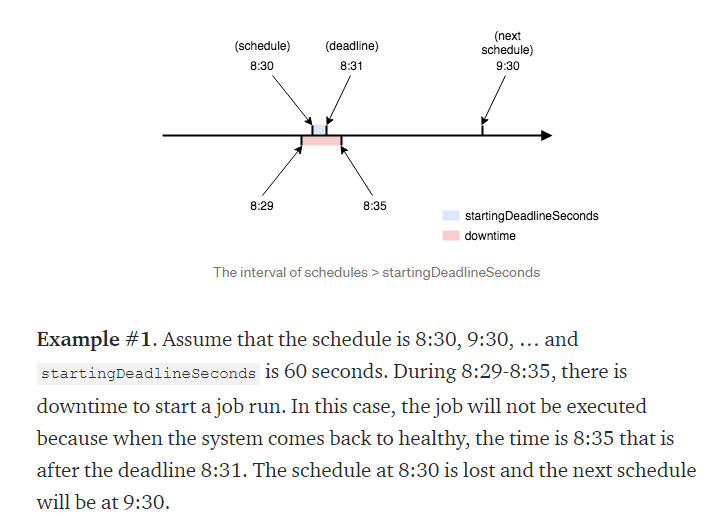 (schedule)
8:30
(deadline)
8:31
(next
schedule)
9:30
8:29
8:35
startingDeadlineSeconds
downtime
The interval of schedules > startingDeadlineSeconds
Example #1. Assume that the schedule is 8:30, 9:30, … and
startingDeadlineSeconds is 60 seconds. During 8:29-8:35, there is
downtime to start a job run. In this case, the job will not be executed
because when the system comes back to healthy, the time is 8:35 that is
after the deadline 8:31. The schedule at 8:30 is lost and the next schedule
will be at 9:30.